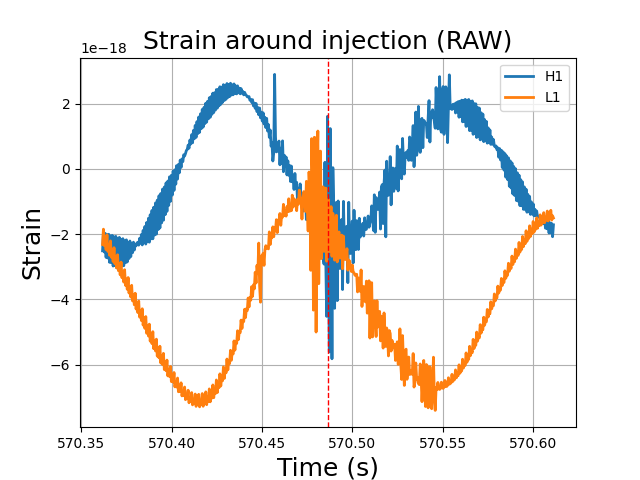 Strain around injection (RAW)
1e−18
H1
L1
2
0
−2
−4
−6
Strain
570.35 570.40 570.45 570.50 570.55 570.60
Time (s)